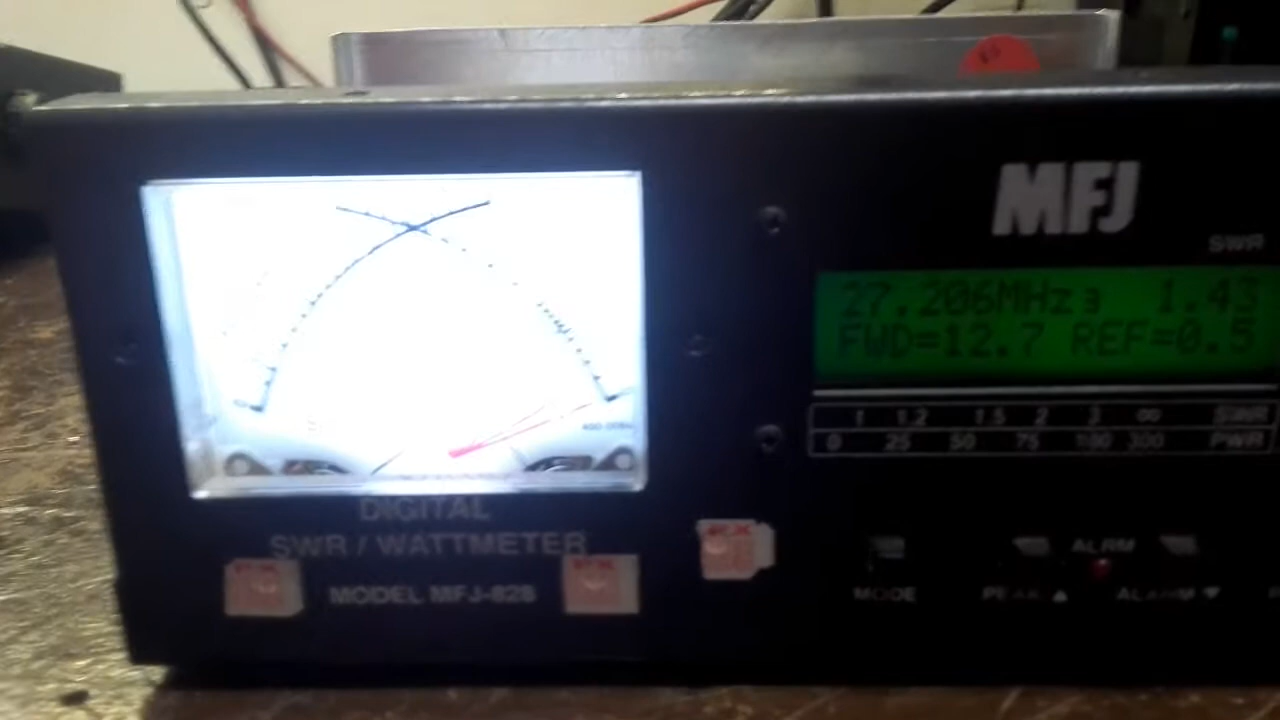 MFJ
SWR
27.206MHz 1.43
FWD=12.7 REF=0.5
1 1.2 1.5 2 3 ∞ SWR
0 25 50 75 100 300 PWR
DIGITAL
SWR / WATTMETER
MODEL MFJ-828
ALARM
MODE
PEAK ▲
ALARM ▼